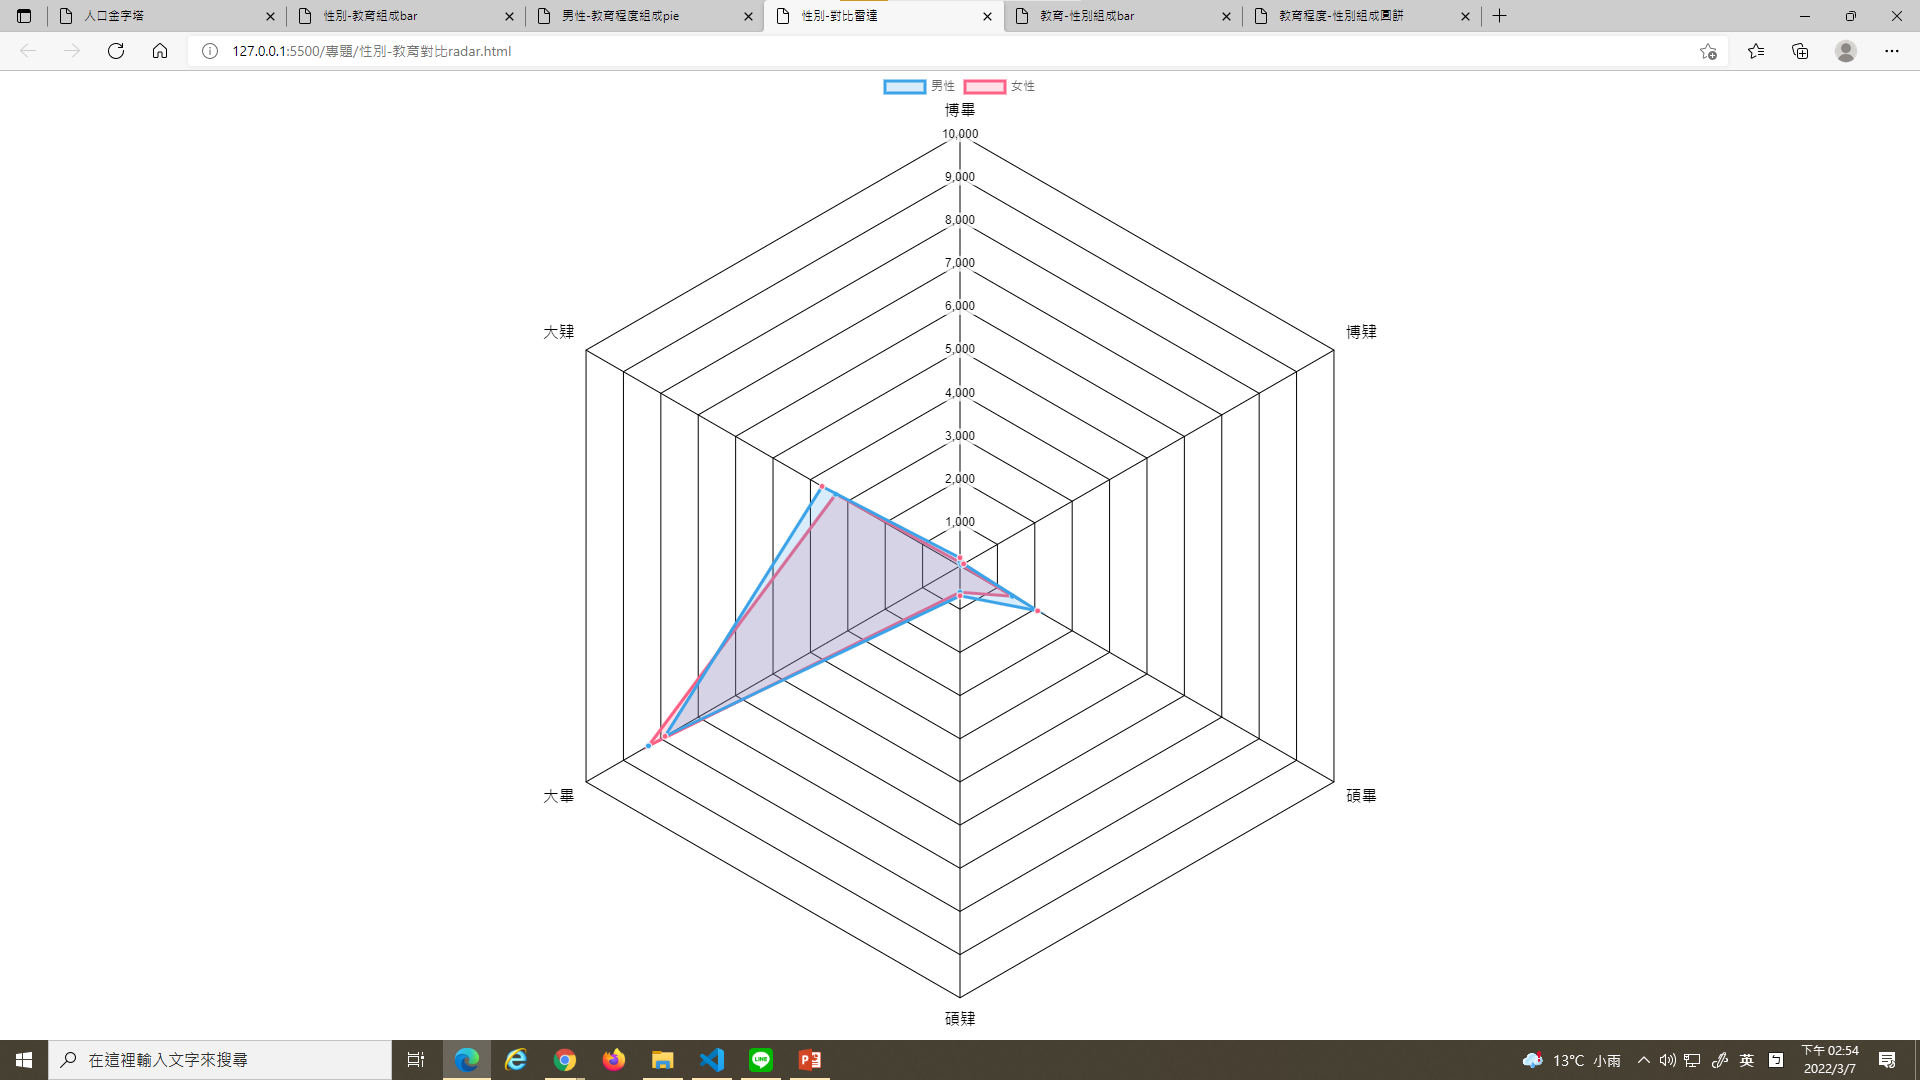 人口金字塔
性別-教育組成bar
男性-教育程度組成pie
性別-對比雷達
教育-性別組成bar
教育程度-性別組成圓餅
127.0.0.1:5500/專題/性別-教育對比radar.html
男性 女性
博畢
10,000
9,000
8,000
7,000
6,000
5,000
4,000
3,000
2,000
1,000
大肄
博肄
大畢
碩畢
碩肄
在這裡輸入文字來搜尋
13°C 小雨
英
下午 02:54
2022/3/7